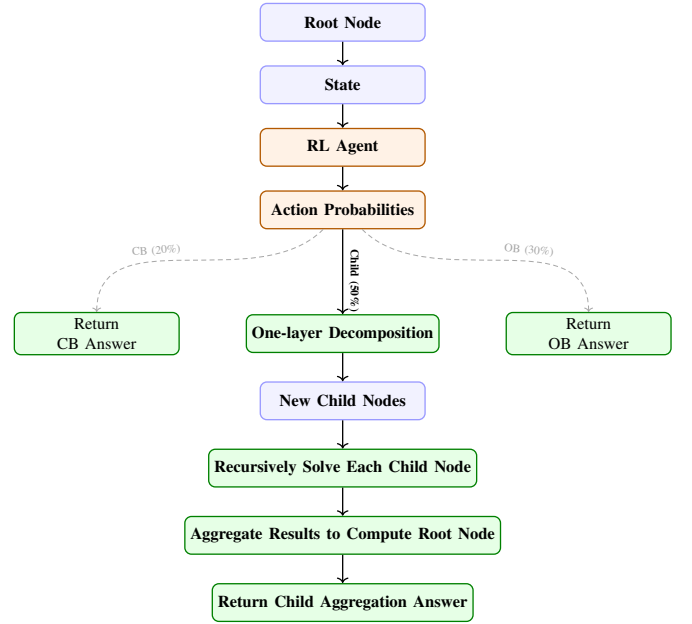 Root Node
State
RL Agent
Action Probabilities
CB (20%)
OB (30%)
Child (50%)
Return
CB Answer
One-layer Decomposition
Return
OB Answer
New Child Nodes
Recursively Solve Each Child Node
Aggregate Results to Compute Root Node
Return Child Aggregation Answer